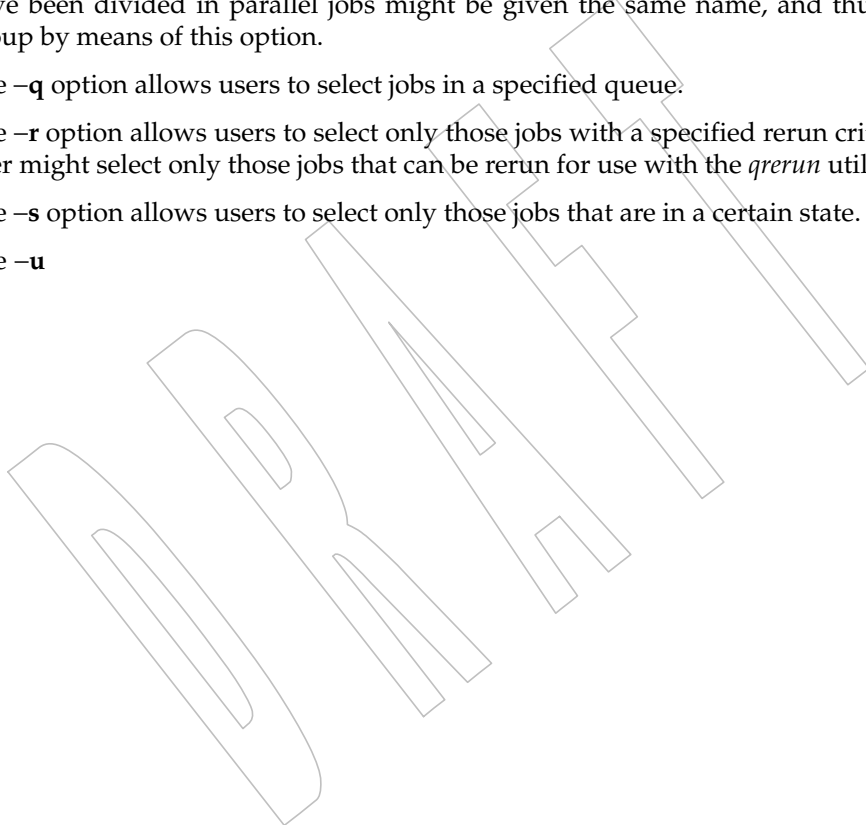 ve been divided in parallel jobs might be given the same name, and thu
oup by means of this option.
e −q option allows users to select jobs in a specified queue.
e −r option allows users to select only those jobs with a specified rerun cri
er might select only those jobs that can be rerun for use with the qrerun util
e −s option allows users to select only those jobs that are in a certain state.
e −u
DRAFT